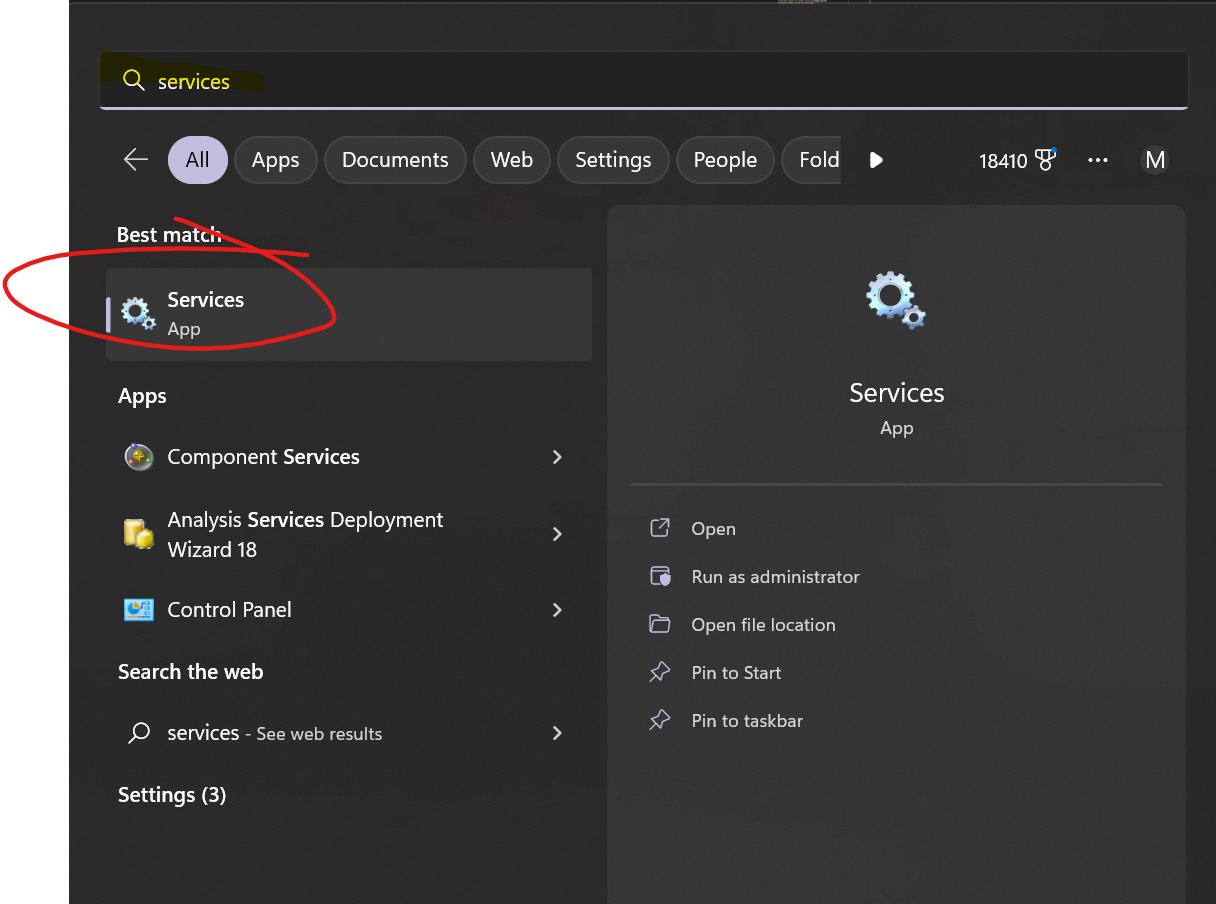 services
All Apps Documents Web Settings People Fold 18410 M
Best match
Services
App
Apps
Component Services
Analysis Services Deployment
Wizard 18
Control Panel
Search the web
services - See web results
Settings (3)
Services
App
Open
Run as administrator
Open file location
Pin to Start
Pin to taskbar